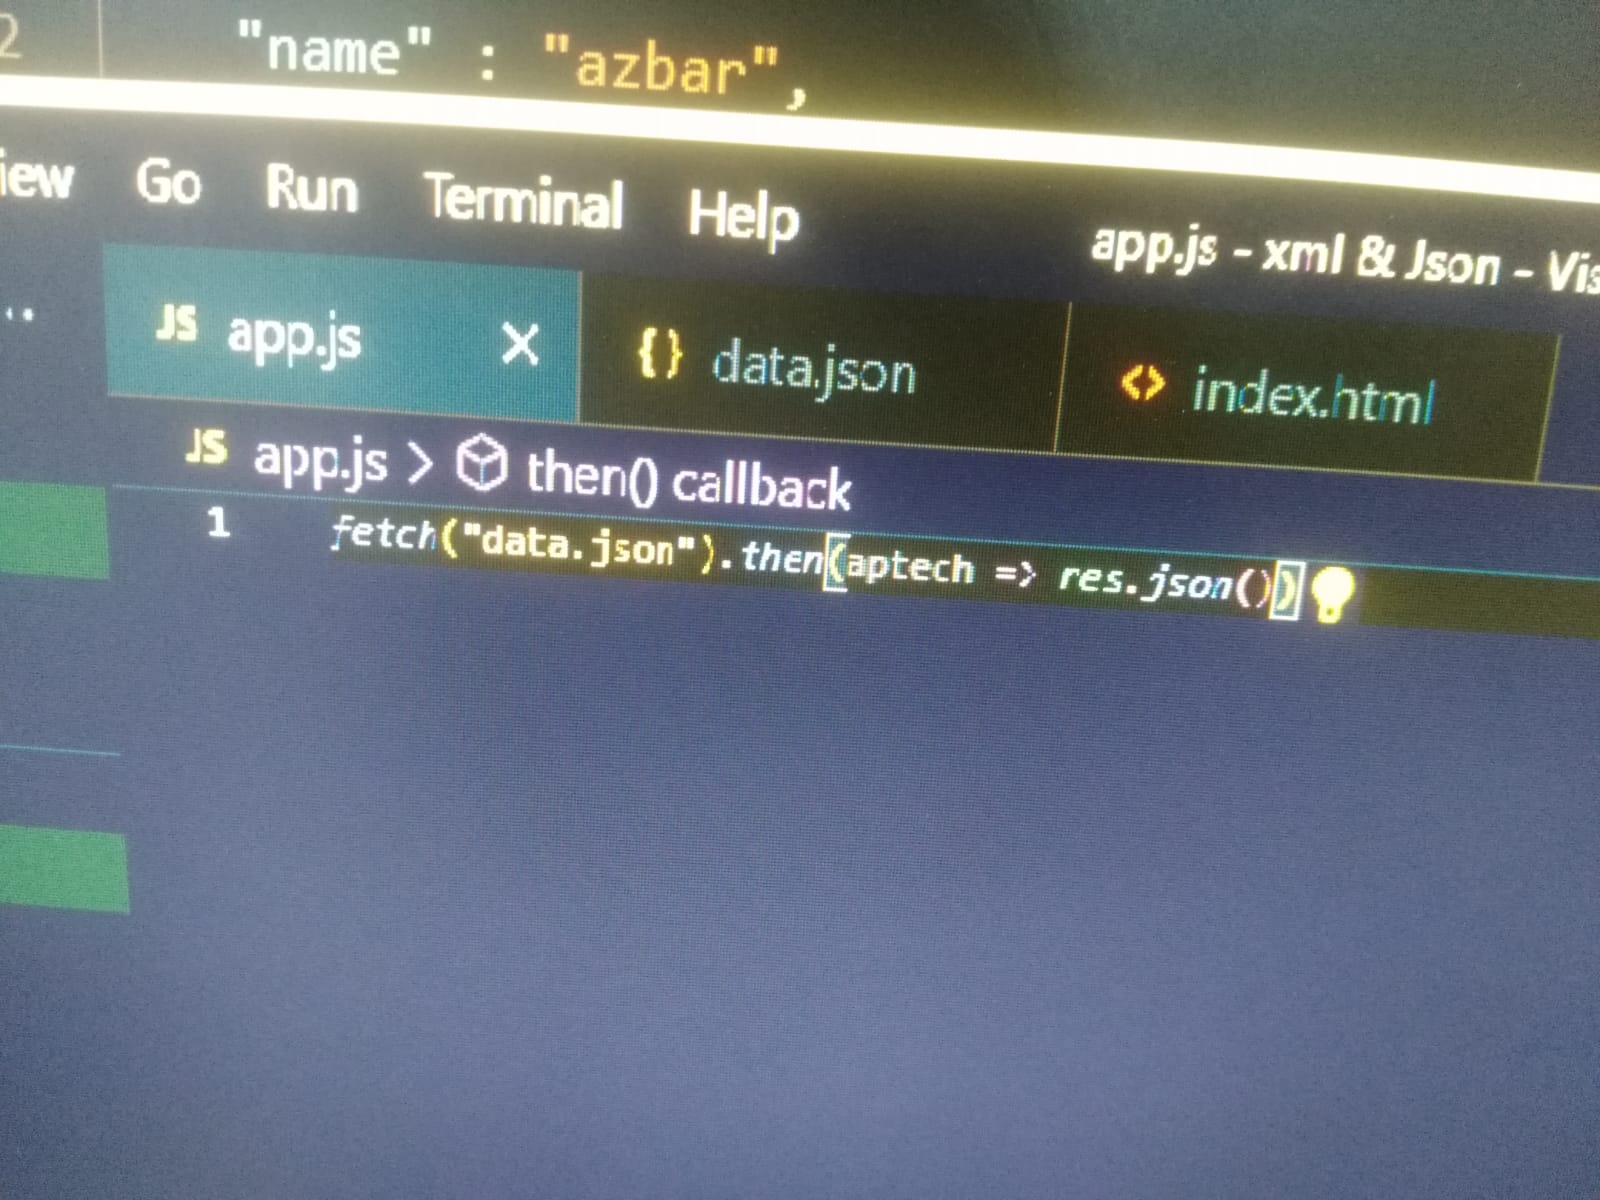 2 "name" : "azbar",
iew Go Run Terminal Help app.js - xml & Json - Vis
JS app.js × {} data.json <> index.html
JS app.js > then() callback
1 fetch("data.json").then(aptech => res.json())